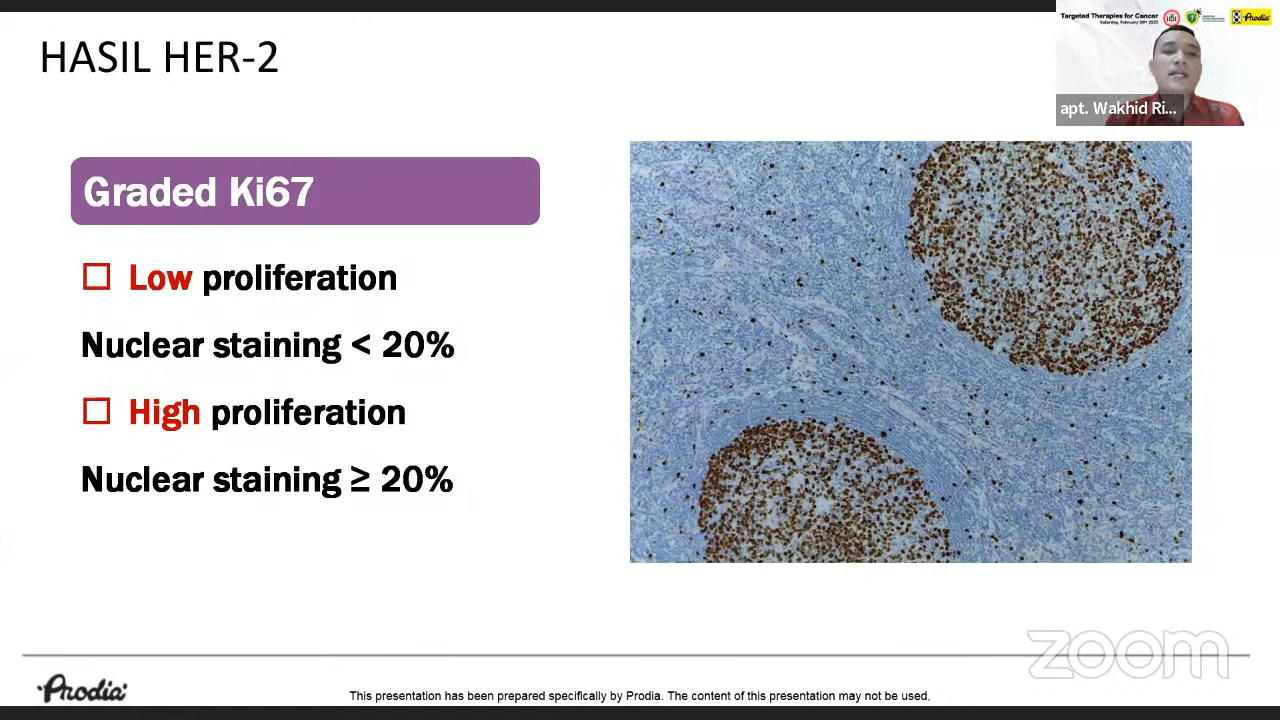 HASIL HER-2
Targeted Therapies for Cancer
Prodia
apt. Wakhid Ri...
Graded Ki67
Low proliferation
Nuclear staining < 20%
High proliferation
Nuclear staining ≥ 20%
zoom
Prodia
This presentation has been prepared specifically by Prodia. The content of this presentation may not be used,